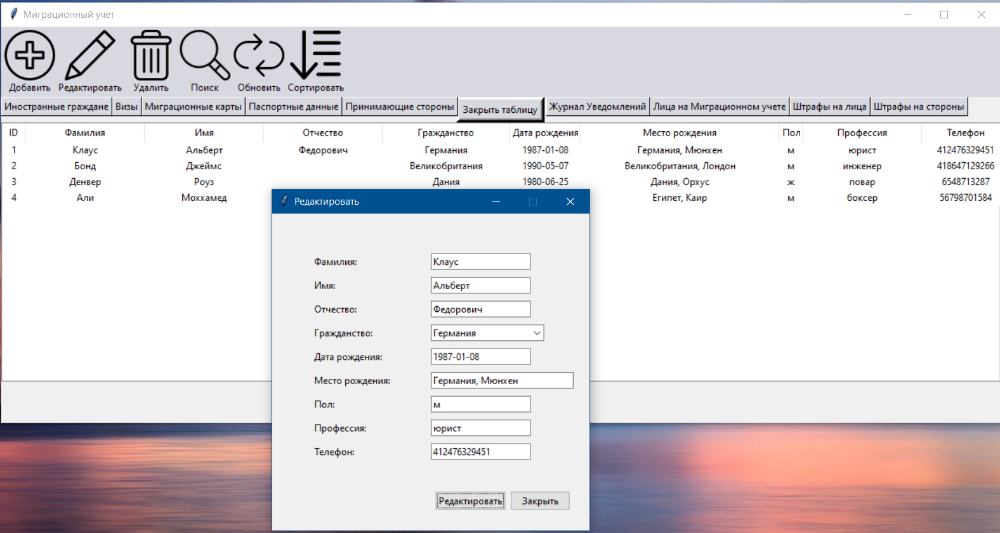 Миграционный учет
Добавить Редактировать Удалить Поиск Обновить Сортировать
Иностранные граждане Визы Миграционные карты Паспортные данные Принимающие стороны Закрыть таблицу Журнал Уведомлений Лица на Миграционном учете Штрафы на лица Штрафы на стороны
ID Фамилия Имя Отчество Гражданство Дата рождения Место рождения Пол Профессия Телефон
1 Клаус Альберт Федорович Германия 1987-01-08 Германия, Мюнхен м юрист 412476329451
2 Бонд Джеймс Великобритания 1990-05-07 Великобритания, Лондон м инженер 418647129266
3 Денвер Роуз Дания 1980-06-25 Дания, Орхус ж повар 6548713287
4 Али Моххамед Египет, Каир м боксер 56798701584
Редактировать
Фамилия: Клаус
Имя: Альберт
Отчество: Федорович
Гражданство: Германия
Дата рождения: 1987-01-08
Место рождения: Германия, Мюнхен
Пол: м
Профессия: юрист
Телефон: 412476329451
Редактировать Закрыть